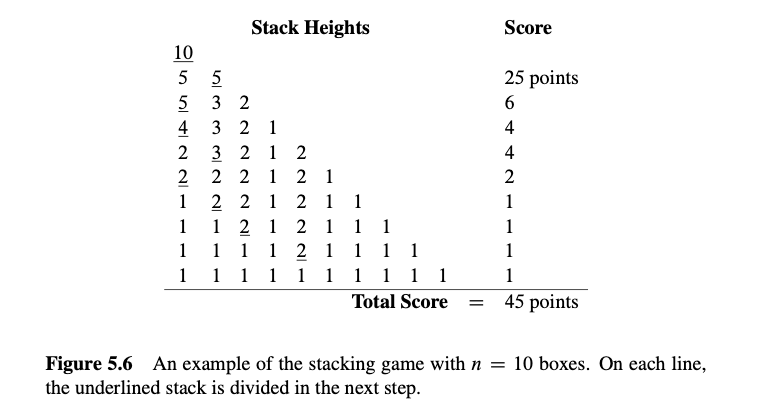 Stack Heights Score
10
5 5 25 points
5 3 2 6
4 3 2 1 4
2 3 2 1 2 4
2 2 2 1 2 1 2
1 2 2 1 2 1 1 1
1 1 2 1 2 1 1 1 1
1 1 1 1 2 1 1 1 1 1
1 1 1 1 1 1 1 1 1 1 1
Total Score = 45 points
Figure 5.6 An example of the stacking game with n = 10 boxes. On each line,
the underlined stack is divided in the next step.